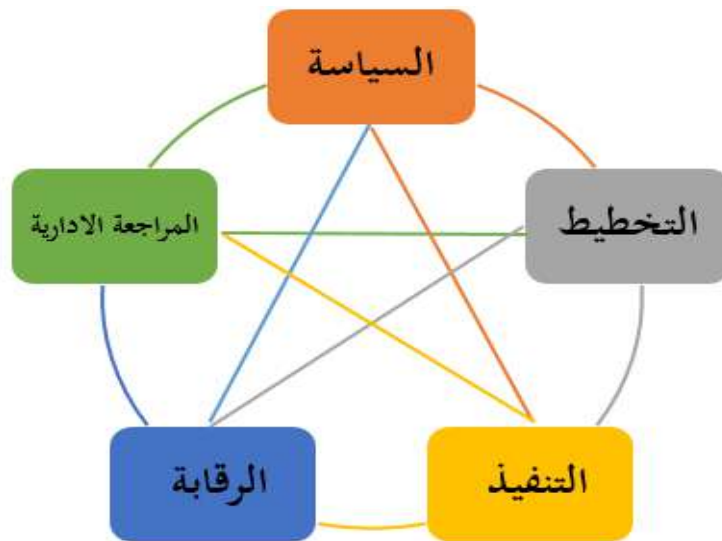 السياسة
التخطيط
المراجعة الادارية
التنفيذ
الرقابة